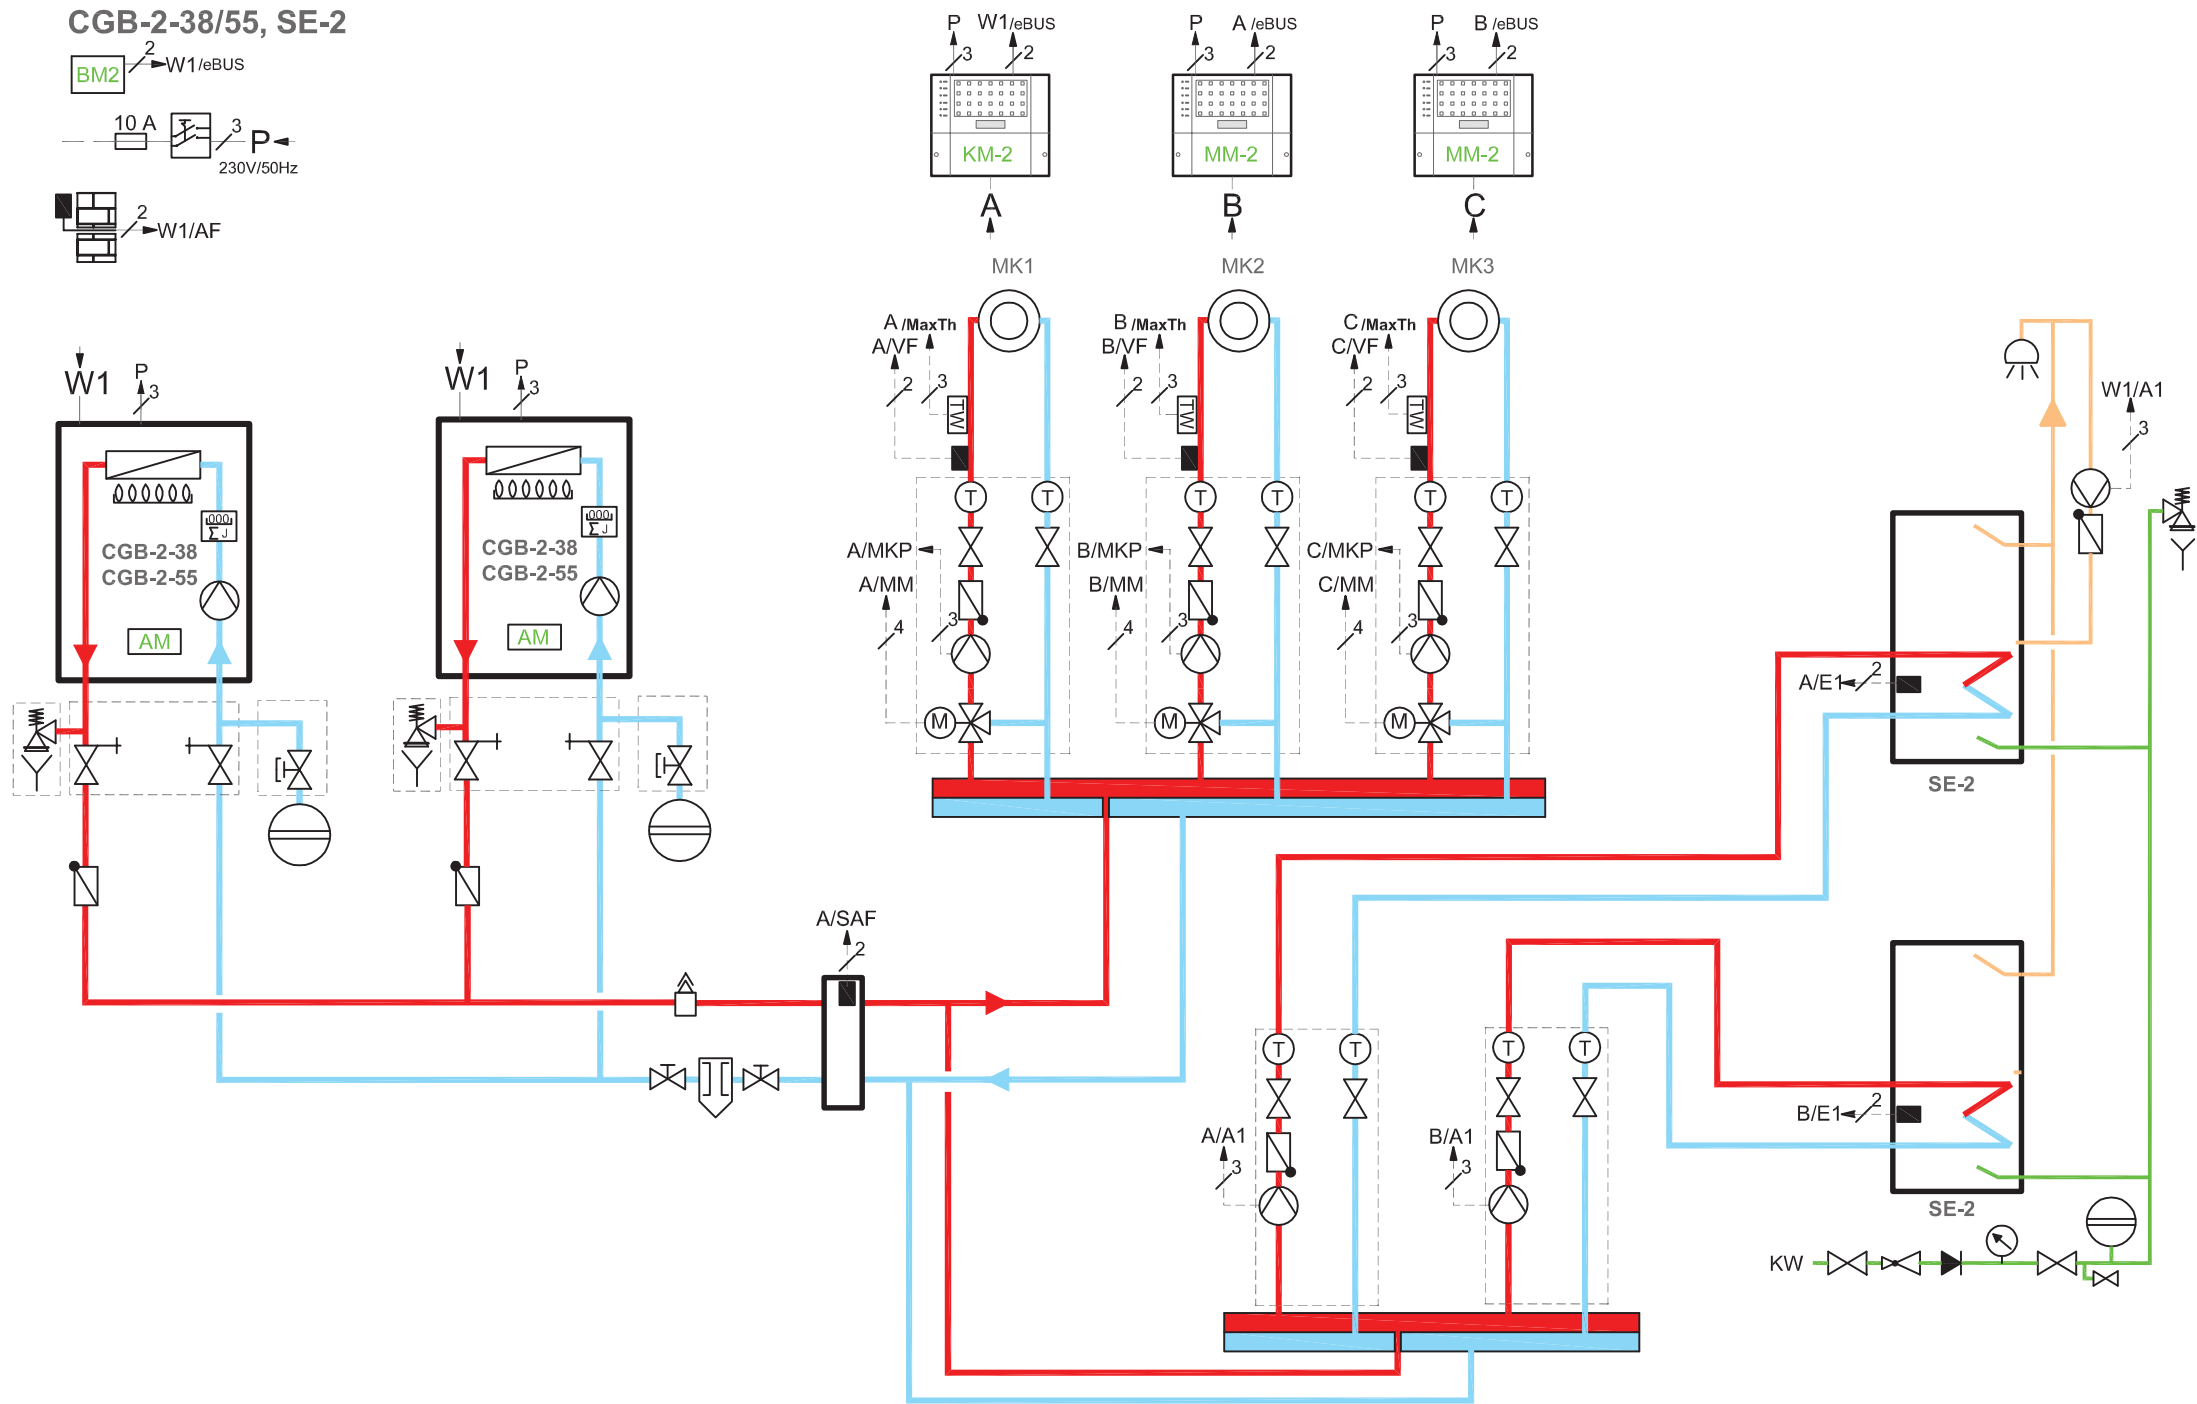 CGB-2-38/55, SE-2
BM2
2
W1/eBUS
10 A
3
P
230V/50Hz
2
W1/AF
P
3
W1/eBUS
2
KM-2
A
P
3
A/eBUS
2
MM-2
B
P
3
B/eBUS
2
MM-2
C
MK1
MK2
MK3
A/MaxTh
A/VF
2
3
TW
B/MaxTh
B/VF
2
3
TW
C/MaxTh
C/VF
2
3
TW
W1
P
3
000
Σ J
CGB-2-38
CGB-2-55
AM
W1
P
3
000
Σ J
CGB-2-38
CGB-2-55
AM
T
T
A/MKP
A/MM
4
3
M
T
T
B/MKP
B/MM
4
3
M
T
T
C/MKP
C/MM
4
3
M
W1/A1
3
A/E1
2
SE-2
A/SAF
2
T
T
A/A1
3
T
T
B/A1
3
B/E1
2
SE-2
KW